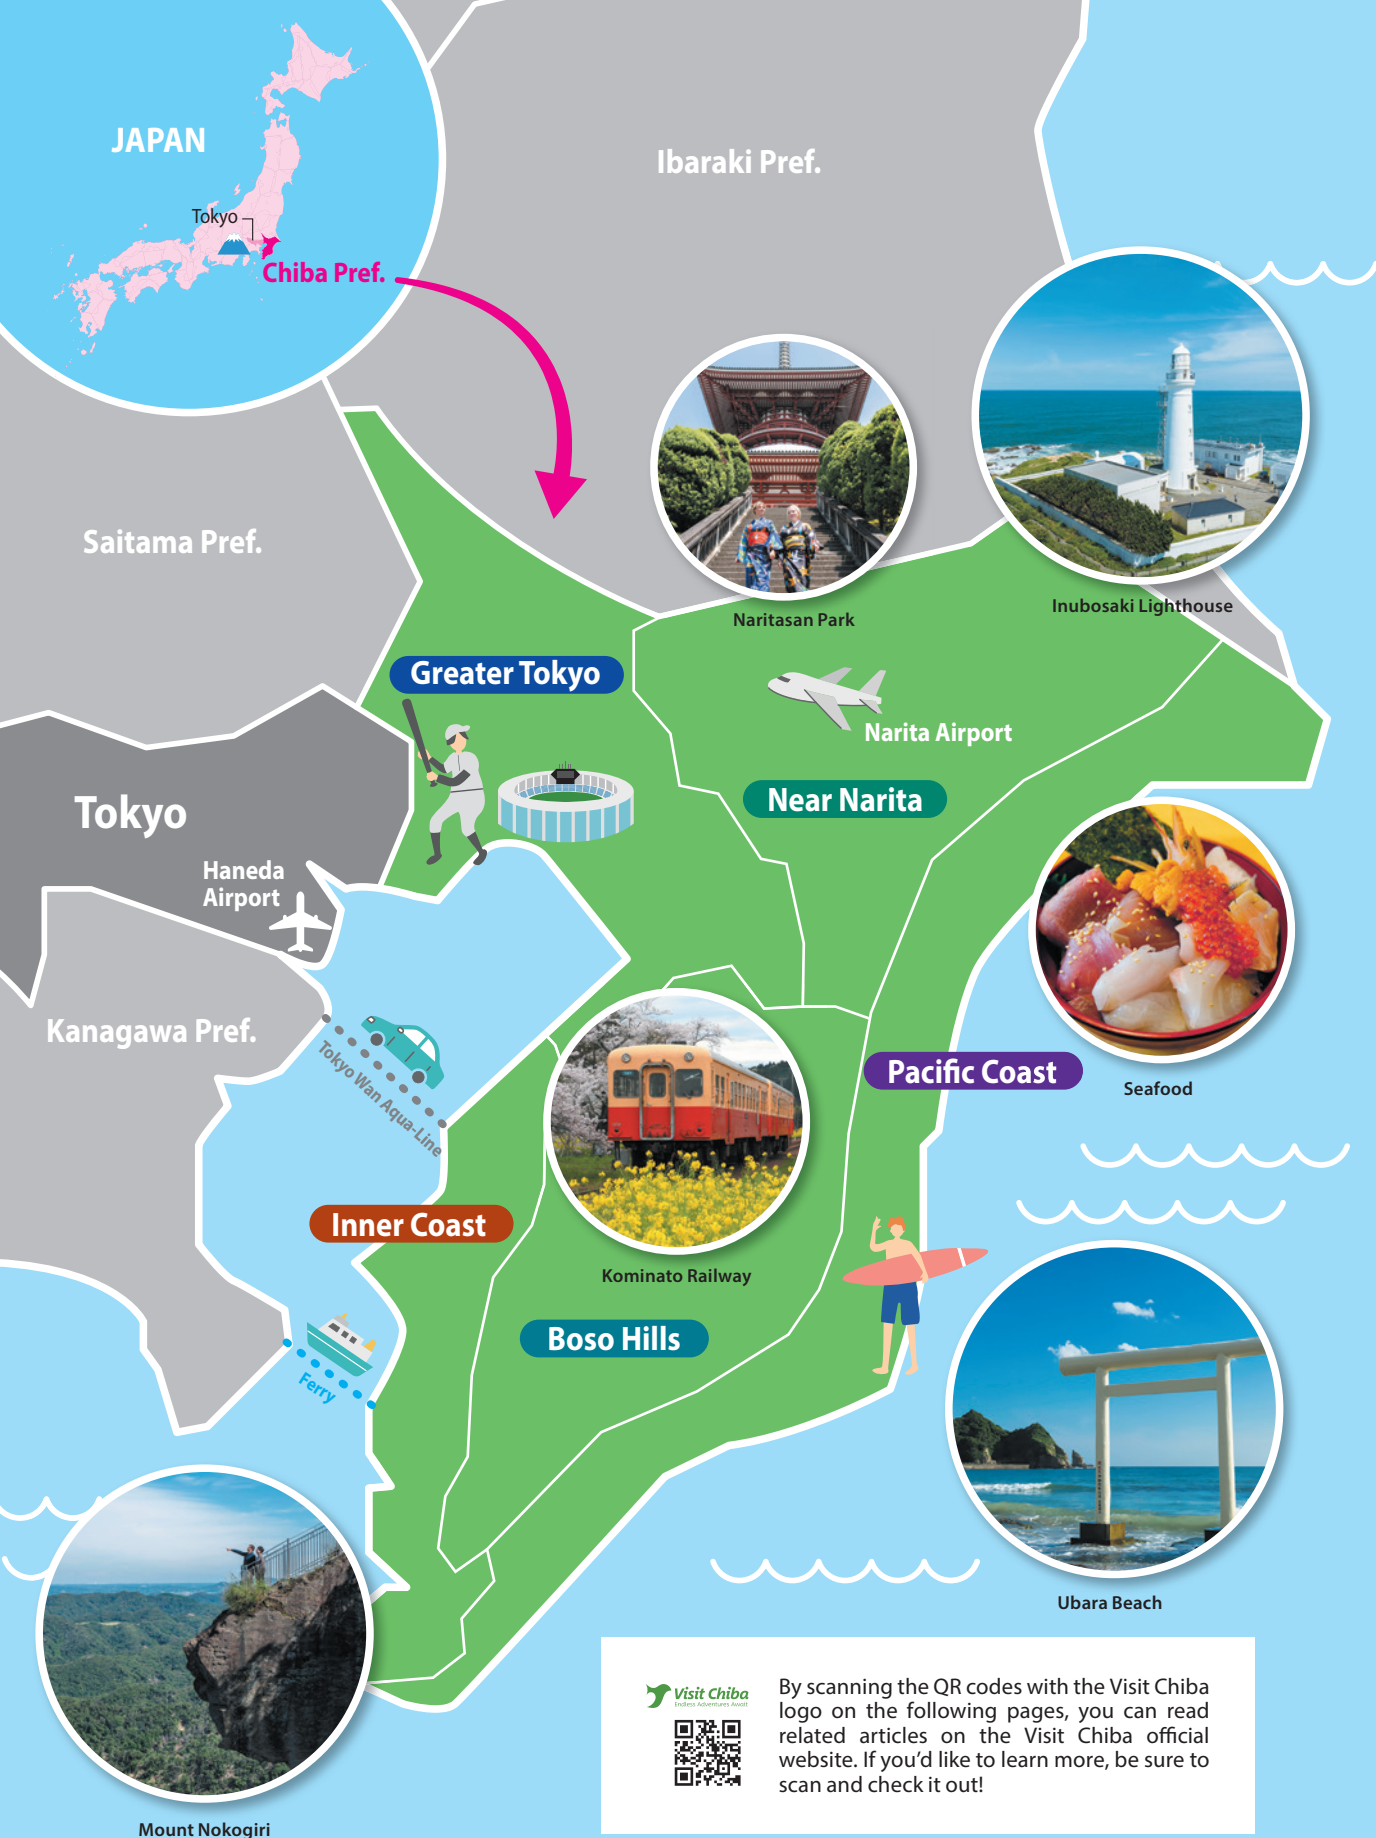 JAPAN
Tokyo
Chiba Pref.
Ibaraki Pref.
Saitama Pref.
Naritasan Park
Inubosaki Lighthouse
Greater Tokyo
Narita Airport
Near Narita
Tokyo
Haneda
Airport
Kanagawa Pref.
Tokyo Wan Aqua-Line
Pacific Coast
Seafood
Inner Coast
Kominato Railway
Boso Hills
Ferry
Ubara Beach
Mount Nokogiri
Visit Chiba
Endless Adventures Await
By scanning the QR codes with the Visit Chiba
logo on the following pages, you can read
related articles on the Visit Chiba official
website. If you’d like to learn more, be sure to
scan and check it out!